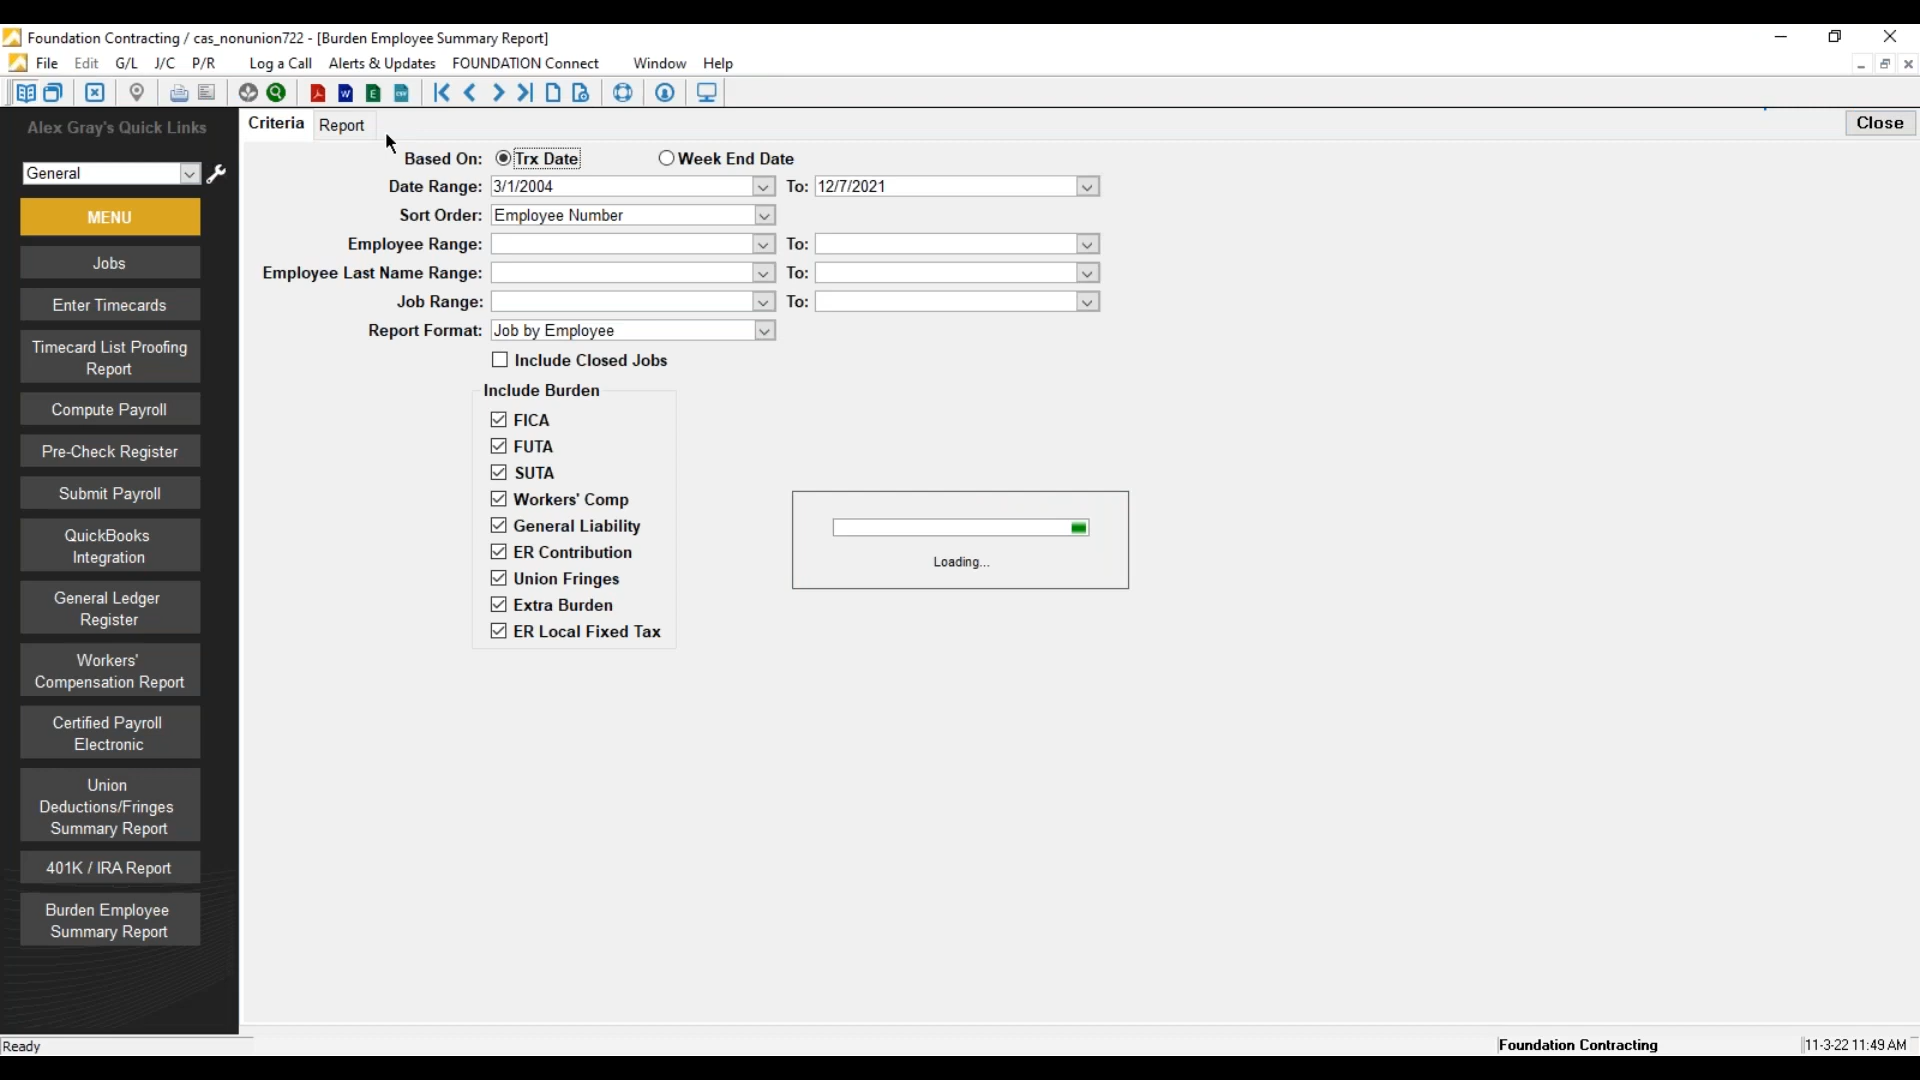 Foundation Contracting / cas_nonunion722 - [Burden Employee Summary Report]
File Edit G/L J/C P/R Log a Call Alerts & Updates FOUNDATION Connect Window Help
Alex Gray's Quick Links
General
MENU
Jobs
Enter Timecards
Timecard List Proofing
Report
Compute Payroll
Pre-Check Register
Submit Payroll
QuickBooks
Integration
General Ledger
Register
Workers'
Compensation Report
Certified Payroll
Electronic
Union
Deductions/Fringes
Summary Report
401K / IRA Report
Burden Employee
Summary Report
Criteria Report Close
Based On: Trx Date Week End Date
Date Range: 3/1/2004 To: 12/7/2021
Sort Order: Employee Number
Employee Range: To:
Employee Last Name Range: To:
Job Range: To:
Report Format: Job by Employee
Include Closed Jobs
Include Burden
FICA
FUTA
SUTA
Workers' Comp
General Liability
ER Contribution
Union Fringes
Extra Burden
ER Local Fixed Tax
Loading...
Ready Foundation Contracting 11-3-22 11:49 AM